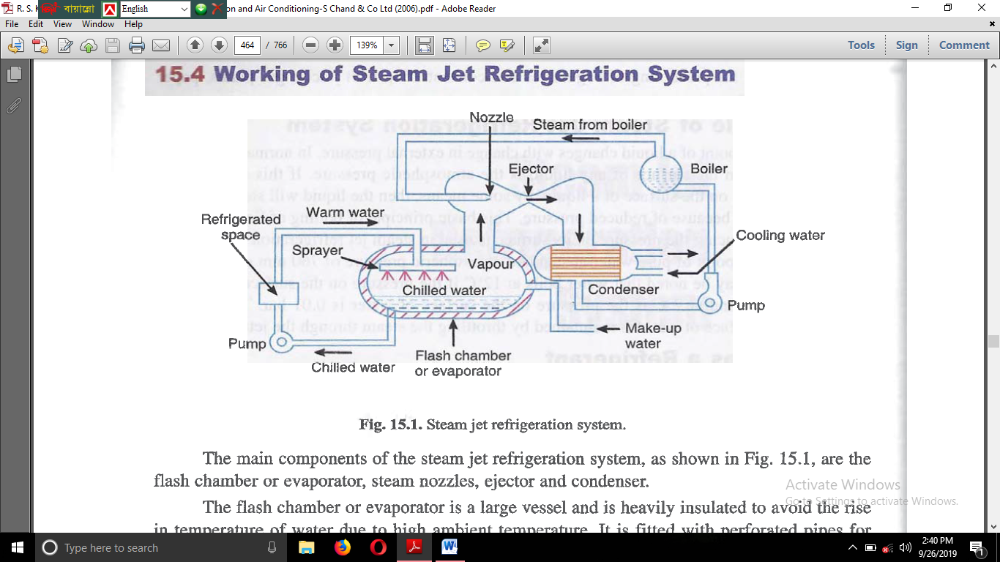 R. S. K
বায়ান্নো
English
on and Air Conditioning-S Chand & Co Ltd (2006).pdf - Adobe Reader
File Edit View Window Help
464 / 766 139% Tools Sign Comment
15.4 Working of Steam Jet Refrigeration System
Nozzle
Steam from boiler
Ejector
Boiler
Warm water
Refrigerated
space
Cooling water
Sprayer
Vapour
Chilled water
Condenser
Pump
Make-up
water
Pump
Chilled water
Flash chamber
or evaporator
Fig. 15.1. Steam jet refrigeration system.
The main components of the steam jet refrigeration system, as shown in Fig. 15.1, are the
flash chamber or evaporator, steam nozzles, ejector and condenser.
Activate Windows
Go to Settings to activate Windows.
The flash chamber or evaporator is a large vessel and is heavily insulated to avoid the rise
in temperature of water due to high ambient temperature. It is fitted with perforated pipes for
Type here to search
2:40 PM
9/26/2019
1